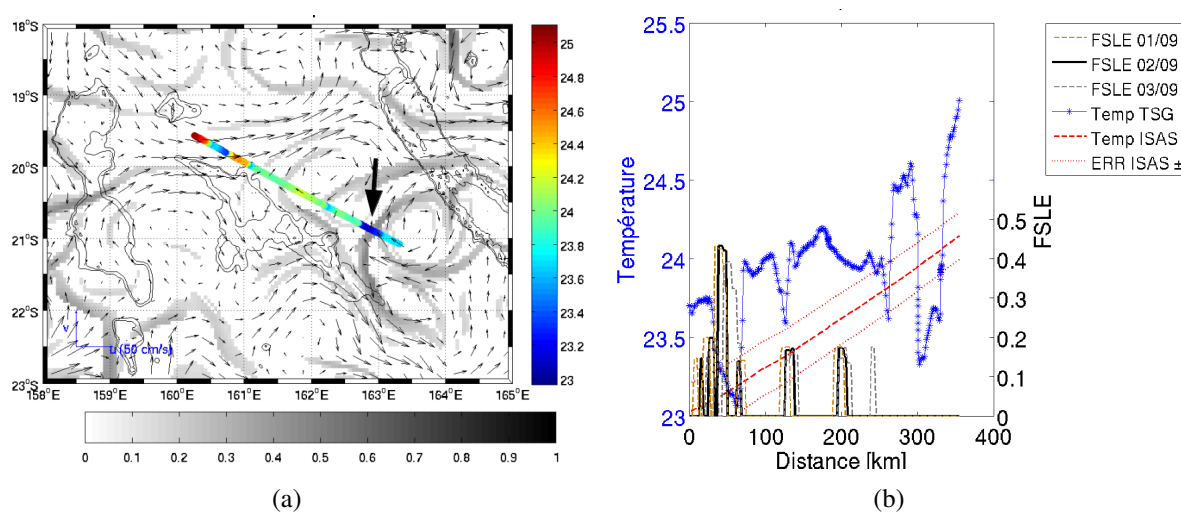 18°S
19°S
20°S
21°S
22°S
23°S
158°E
159°E
160°E
161°E
162°E
163°E
164°E
165°E
v
u (50 cm/s)
25
24.8
24.6
24.4
24.2
24
23.8
23.6
23.4
23.2
23
0
0.1
0.2
0.3
0.4
0.5
0.6
0.7
0.8
0.9
1
(a)
25.5
25
24.5
24
23.5
23
Température
0.5
0.4
0.3
0.2
0.1
0
FSLE
0
100
200
300
400
Distance [km]
FSLE 01/09
FSLE 02/09
FSLE 03/09
Temp TSG
Temp ISAS
ERR ISAS ±
(b)